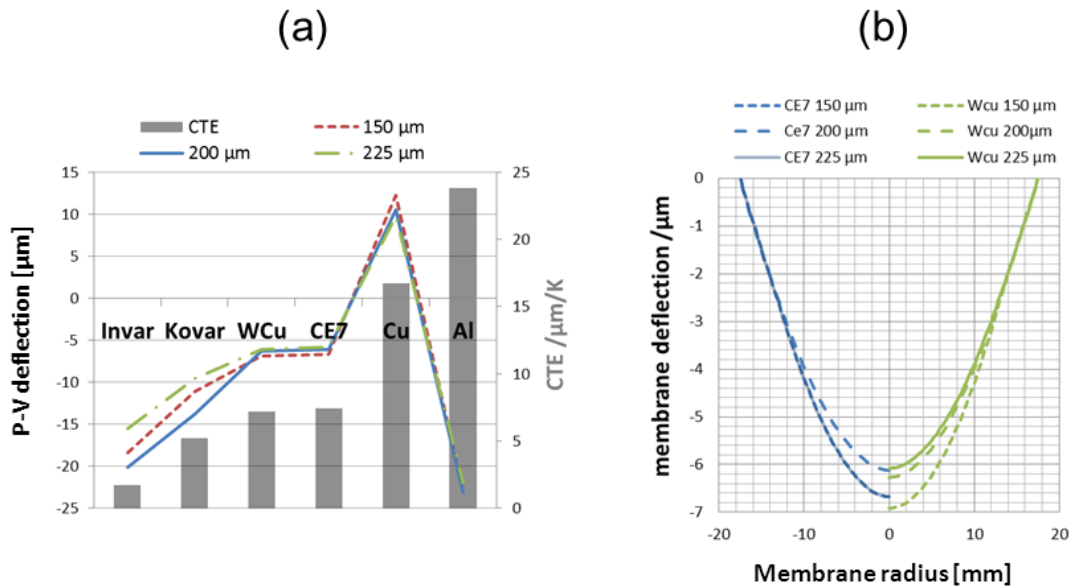 (a)
CTE
150 µm
200 µm
225 µm
15
10
5
0
-5
-10
-15
-20
-25
P-V deflection [µm]
Invar Kovar WCu CE7 Cu Al
25
20
15
10
5
0
CTE /µm/K
(b)
CE7 150 µm
Wcu 150 µm
Ce7 200 µm
Wcu 200µm
CE7 225 µm
Wcu 225 µm
0
-1
-2
-3
-4
-5
-6
-7
membrane deflection /µm
-20 -10 0 10 20
Membrane radius [mm]